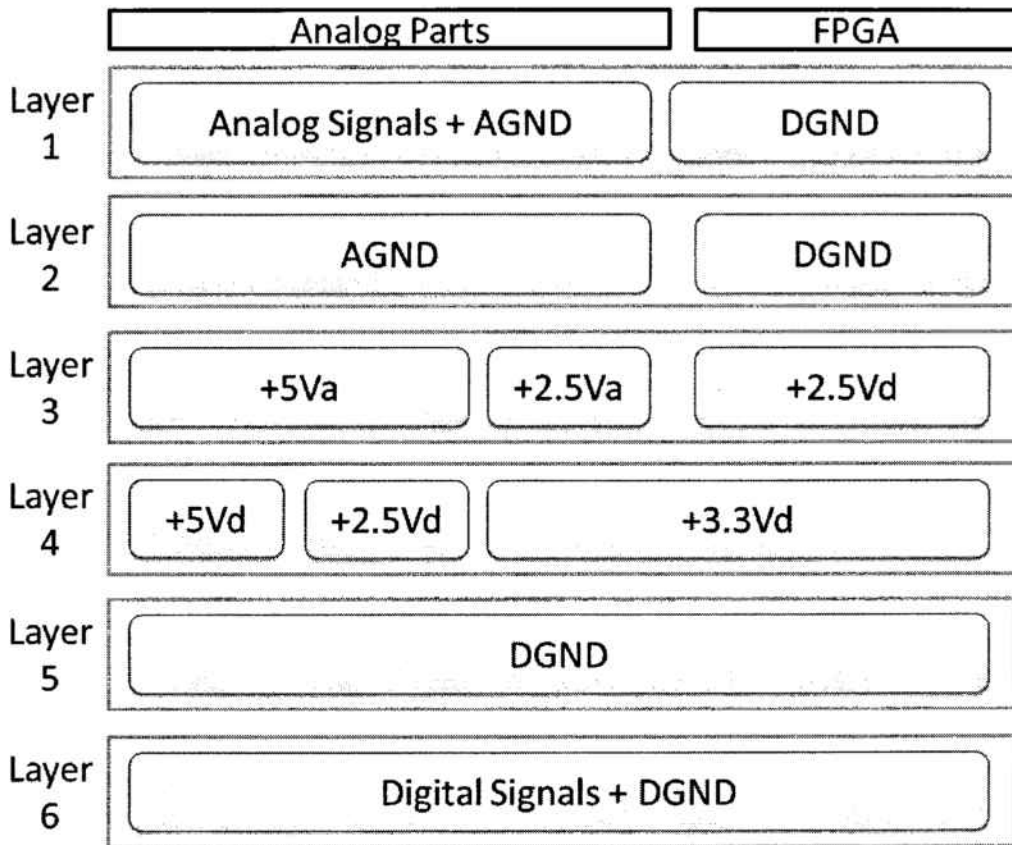 Analog Parts FPGA
Layer 1 Analog Signals + AGND DGND
Layer 2 AGND DGND
Layer 3 +5Va +2.5Va +2.5Vd
Layer 4 +5Vd +2.5Vd +3.3Vd
Layer 5 DGND
Layer 6 Digital Signals + DGND